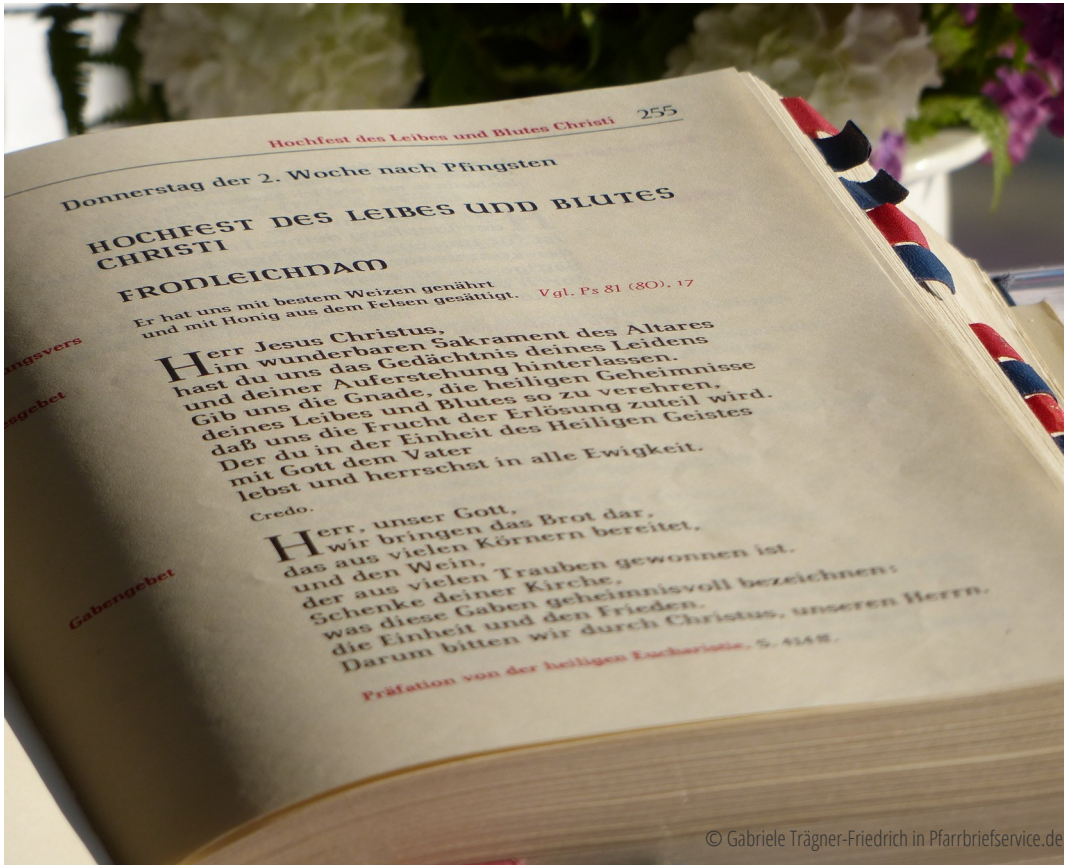 Hochfest des Leibes und Blutes Christi 255
Donnerstag der 2. Woche nach Pfingsten
HOCHFEST DES LEIBES UND BLUTES
CHRISTI
FRONLEICHNAM
Er hat uns mit bestem Weizen genährt
und mit Honig aus dem Felsen gesättigt. Vgl. Ps 81 (80), 17
ngsvers
Herr Jesus Christus,
im wunderbaren Sakrament des Altares
hast du uns das Gedächtnis deines Leidens
und deiner Auferstehung hinterlassen.
Gib uns die Gnade, die heiligen Geheimnisse
deines Leibes und Blutes so zu verehren,
daß uns die Frucht der Erlösung zuteil wird.
Der du in der Einheit des Heiligen Geistes
mit Gott dem Vater
lebst und herrschst in alle Ewigkeit.
esgebet
Credo.
Herr, unser Gott,
wir bringen das Brot dar,
das aus vielen Körnern bereitet,
und den Wein,
der aus vielen Trauben gewonnen ist.
Schenke deiner Kirche,
was diese Gaben geheimnisvoll bezeichnen:
die Einheit und den Frieden.
Darum bitten wir durch Christus, unseren Herrn.
Gabengebet
Präfation von der heiligen Eucharistie, S. 414ff.
© Gabriele Trägner-Friedrich in Pfarrbriefservice.de